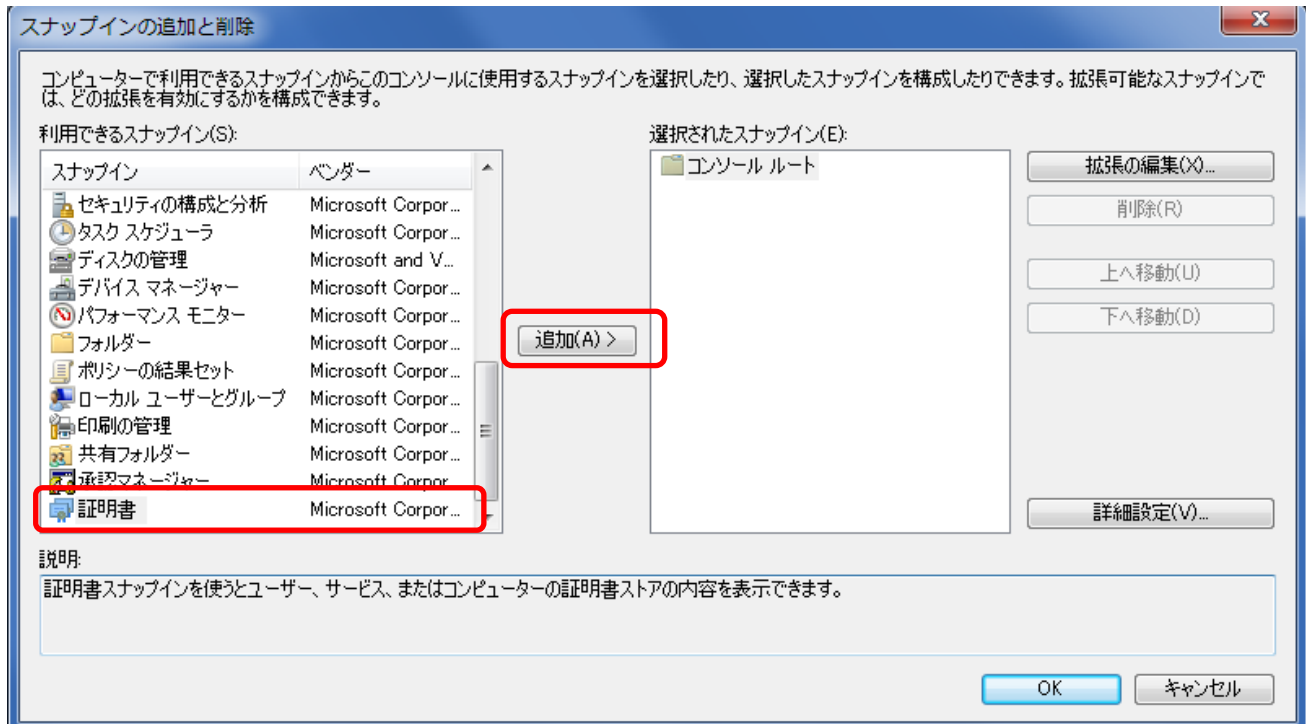 スナップインの追加と削除
コンピューターで利用できるスナップインからこのコンソールに使用するスナップインを選択したり、選択したスナップインを構成したりできます。拡張可能なスナップインで
は、どの拡張を有効にするかを構成できます。
利用できるスナップイン(S):
スナップイン ベンダー
セキュリティの構成と分析 Microsoft Corpor...
タスク スケジューラ Microsoft Corpor...
ディスクの管理 Microsoft and V...
デバイス マネージャー Microsoft Corpor...
パフォーマンス モニター Microsoft Corpor...
フォルダー Microsoft Corpor...
ポリシーの結果セット Microsoft Corpor...
ローカル ユーザーとグループ Microsoft Corpor...
印刷の管理 Microsoft Corpor...
共有フォルダー Microsoft Corpor...
承認マネージャー Microsoft Corpor
証明書 Microsoft Corpor...
追加(A) >
選択されたスナップイン(E):
コンソール ルート
拡張の編集(X)...
削除(R)
上へ移動(U)
下へ移動(D)
詳細設定(V)...
説明:
証明書スナップインを使うとユーザー、サービス、またはコンピューターの証明書ストアの内容を表示できます。
OK
キャンセル